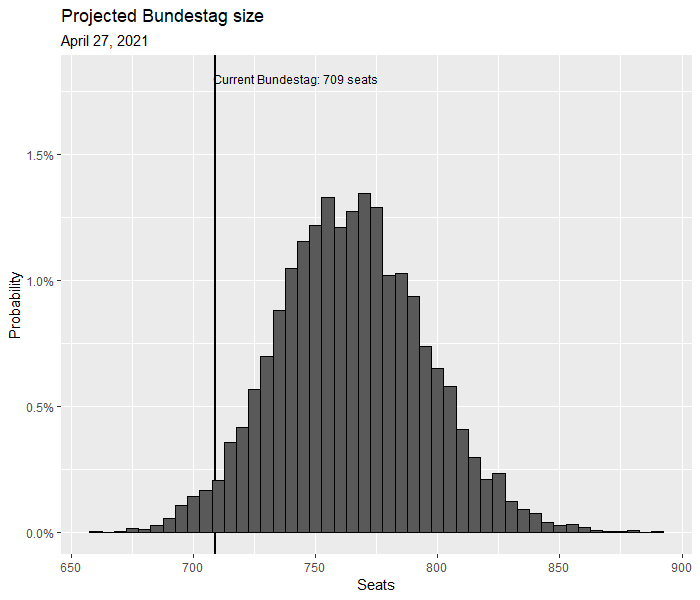 Projected Bundestag size
April 27, 2021
Current Bundestag: 709 seats
1.5%
1.0%
0.5%
0.0%
Probability
650 700 750 800 850 900
Seats